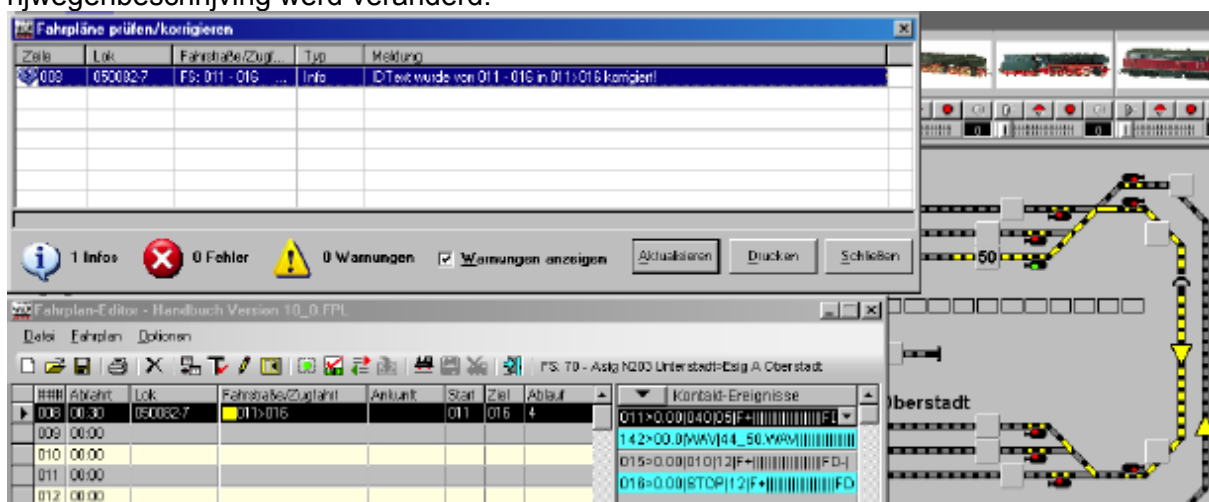 rijwegenbeschrijving werd veranderd.
Fahrpläne prüfen/korrigieren
Zeile Lok Fahrstraße/Zugf... Typ Meldung
008 050082-7 FS: 011 - 016 ... Info IDText wurde von 011 - 016 in 011>016 korrigiert!
1 Infos 0 Fehler 0 Warnungen Warnungen anzeigen Aktualisieren Drucken Schließen
50
Fahrplan-Editor - Handbuch Version 10_0.FPL
Datei Fahrplan Optionen
FS: 70 - Asig N203 Unterstadt-Esig A Oberstadt
### Abfahrt Lok Fahrstraße/Zugfahrt Ankunft Start Ziel Ablauf Kontakt-Ereignisse
008 00:30 050082-7 011>016 011 016 4 011>0.00|040|05|F+||||||||||||||||F
142>00.0|WAV|44_50.WAV||||||||||||
009 00:00
010 00:00 015=0.00|010|12|F+||||||||||||||||FD-|
011 00:00 016=0.00|STOP|12|F+||||||||||||||||FD
012 00:00
Oberstadt